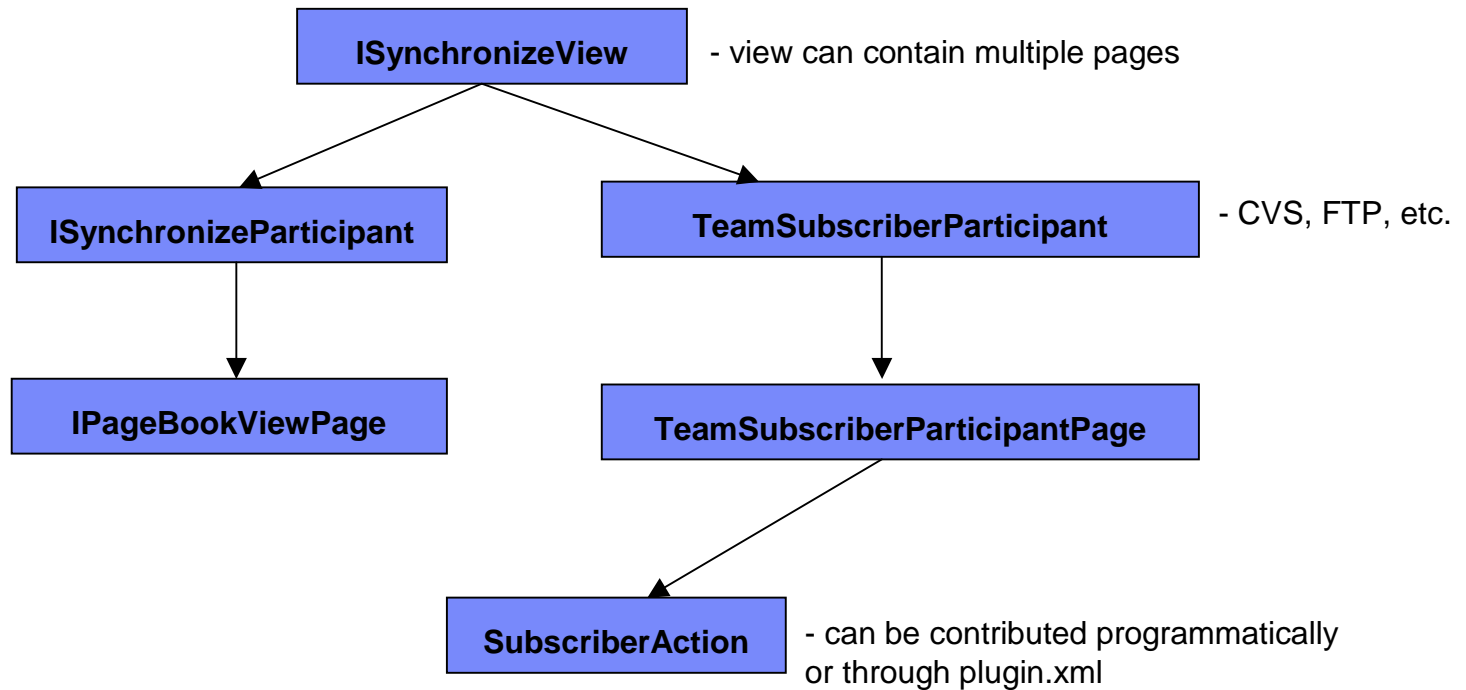 ISynchronizeView
- view can contain multiple pages
ISynchronizeParticipant
TeamSubscriberParticipant
- CVS, FTP, etc.
IPageBookViewPage
TeamSubscriberParticipantPage
SubscriberAction
- can be contributed programmatically
or through plugin.xml